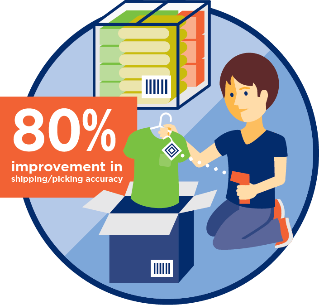 80%
improvement in
shipping/picking accuracy